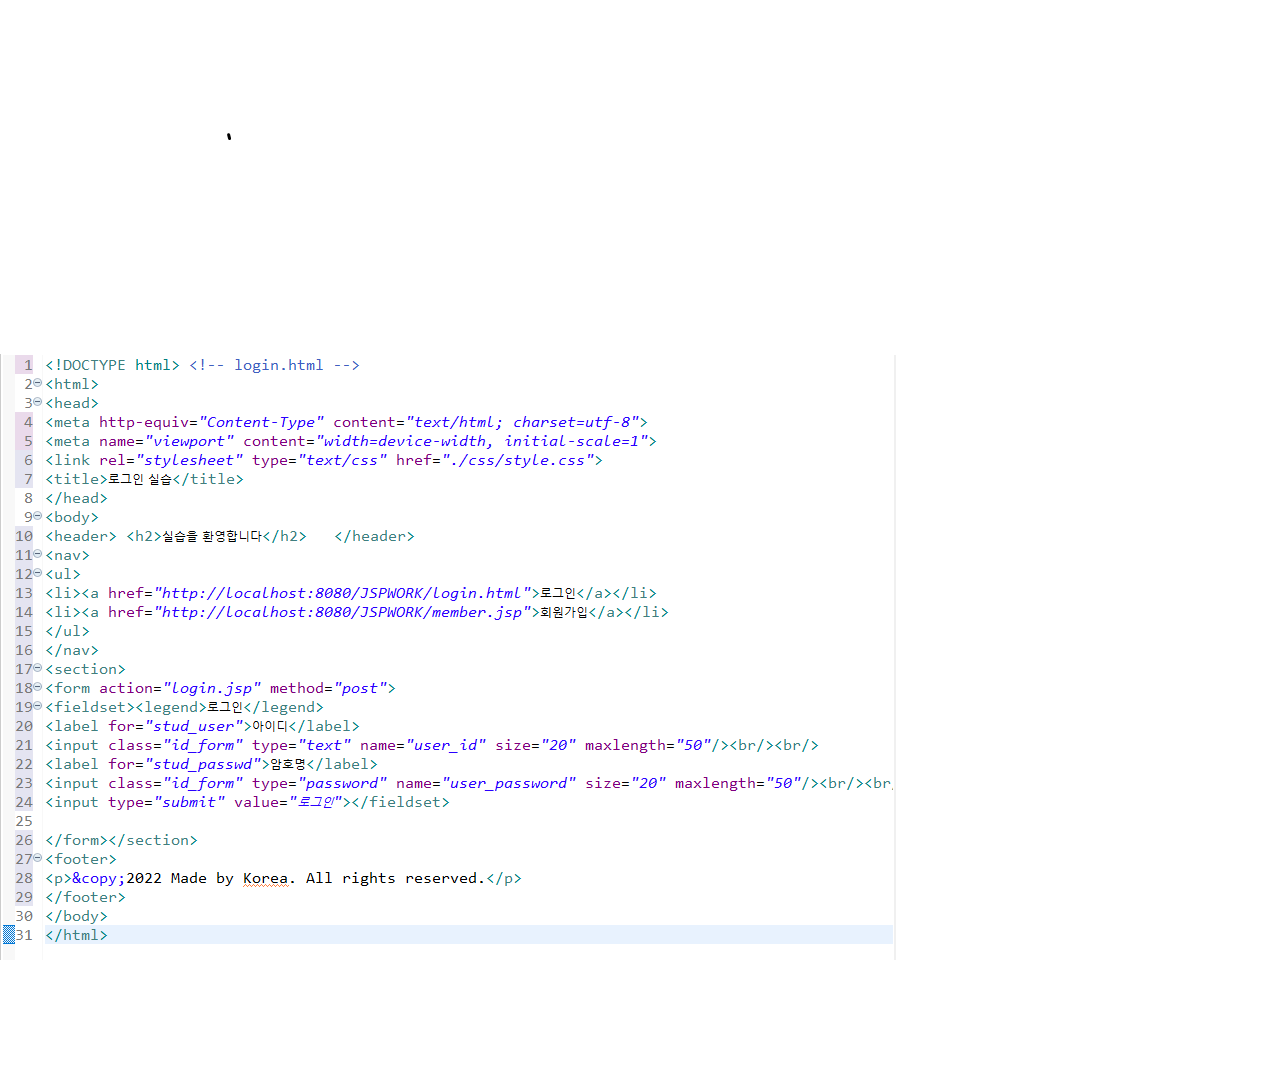 1 <!DOCTYPE html> <!-- login.html -->
2 <html>
3 <head>
4 <meta http-equiv="Content-Type" content="text/html; charset=utf-8">
5 <meta name="viewport" content="width=device-width, initial-scale=1">
6 <link rel="stylesheet" type="text/css" href="./css/style.css">
7 <title>로그인 실습</title>
8 </head>
9 <body>
10 <header> <h2>실습을 환영합니다</h2>   </header>
11 <nav>
12 <ul>
13 <li><a href="http://localhost:8080/JSPWORK/login.html">로그인</a></li>
14 <li><a href="http://localhost:8080/JSPWORK/member.jsp">회원가입</a></li>
15 </ul>
16 </nav>
17 <section>
18 <form action="login.jsp" method="post">
19 <fieldset><legend>로그인</legend>
20 <label for="stud_user">아이디</label>
21 <input class="id_form" type="text" name="user_id" size="20" maxlength="50"/><br/><br/>
22 <label for="stud_passwd">암호명</label>
23 <input class="id_form" type="password" name="user_password" size="20" maxlength="50"/><br/><br
24 <input type="submit" value="로그인"></fieldset>
25
26 </form></section>
27 <footer>
28 <p>&copy;2022 Made by Korea. All rights reserved.</p>
29 </footer>
30 </body>
31 </html>